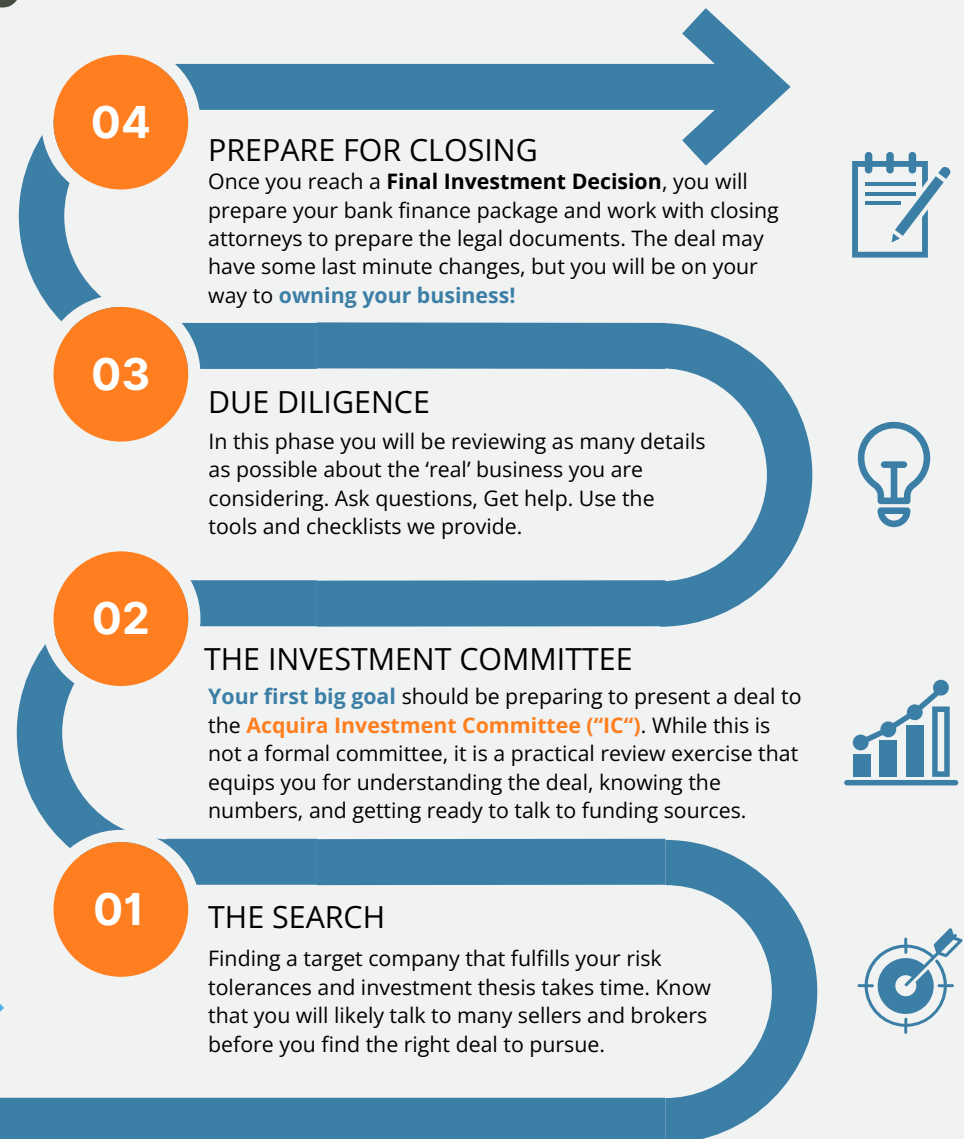 04
PREPARE FOR CLOSING
Once you reach a Final Investment Decision, you will
prepare your bank finance package and work with closing
attorneys to prepare the legal documents. The deal may
have some last minute changes, but you will be on your
way to owning your business!
03
DUE DILIGENCE
In this phase you will be reviewing as many details
as possible about the ‘real’ business you are
considering. Ask questions, Get help. Use the
tools and checklists we provide.
02
THE INVESTMENT COMMITTEE
Your first big goal should be preparing to present a deal to
the Acquira Investment Committee (“IC“). While this is
not a formal committee, it is a practical review exercise that
equips you for understanding the deal, knowing the
numbers, and getting ready to talk to funding sources.
01
THE SEARCH
Finding a target company that fulfills your risk
tolerances and investment thesis takes time. Know
that you will likely talk to many sellers and brokers
before you find the right deal to pursue.